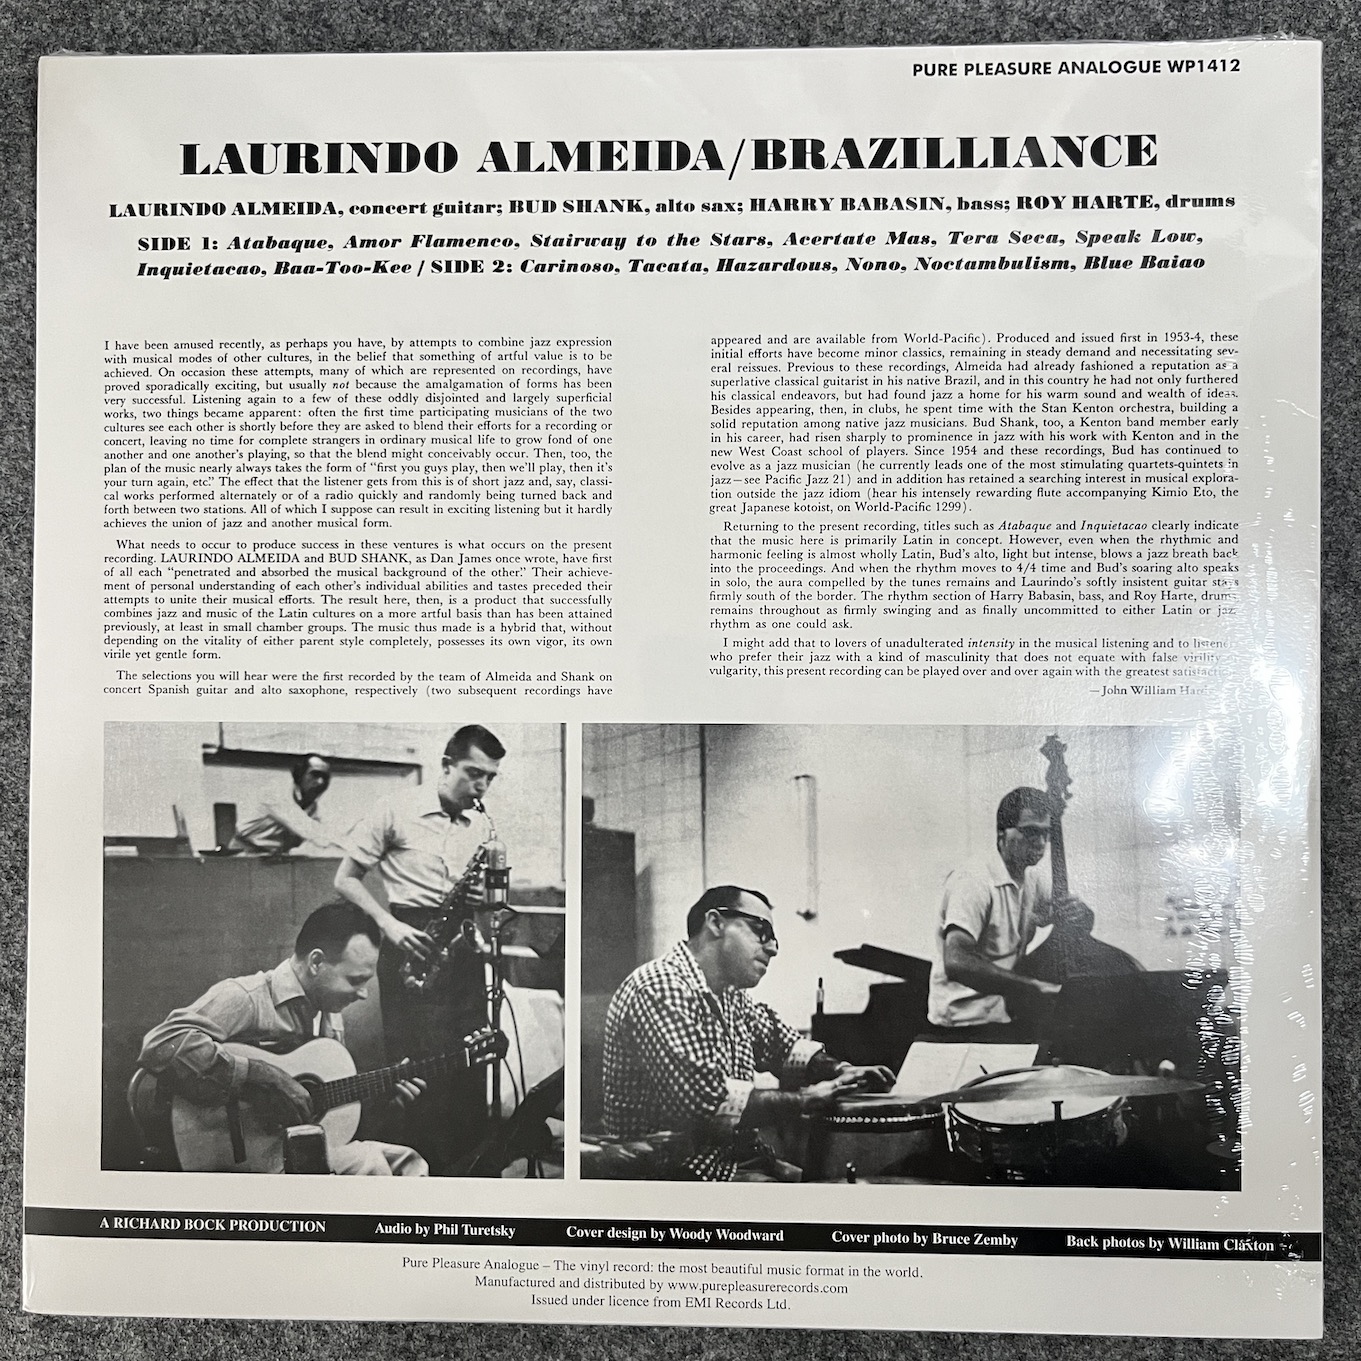 PURE PLEASURE ANALOGUE WP1412
LAURINDO ALMEIDA/BRAZILLIANCE
LAURINDO ALMEIDA, concert guitar; BUD SHANK, alto sax; HARRY BABASIN, bass; ROY HARTE, drums
SIDE 1: Atabaque, Amor Flamenco, Stairway to the Stars, Acertate Mas, Tera Seca, Speak Low,
Inquietacao, Baa-Too-Kee / SIDE 2: Carinoso, Tacata, Hazardous, Nono, Noctambulism, Blue Baiao
I have been amused recently, as perhaps you have, by attempts to combine jazz expression
with musical modes of other cultures, in the belief that something of artful value is to be
achieved. On occasion these attempts, many of which are represented on recordings, have
proved sporadically exciting, but usually not because the amalgamation of forms has been
very successful. Listening again to a few of these oddly disjointed and largely superficial
works, two things became apparent: often the first time participating musicians of the two
cultures see each other is shortly before they are asked to blend their efforts for a recording or
concert, leaving no time for complete strangers in ordinary musical life to grow fond of one
another and one another's playing, so that the blend might conceivably occur. Then, too, the
plan of the music nearly always takes the form of "first you guys play, then we'll play, then it's
your turn again, etc." The effect that the listener gets from this is of short jazz and, say, classi-
cal works performed alternately or of a radio quickly and randomly being turned back and
forth between two stations. All of which I suppose can result in exciting listening but it hardly
achieves the union of jazz and another musical form.
What needs to occur to produce success in these ventures is what occurs on the present
recording. LAURINDO ALMEIDA and BUD SHANK, as Dan James once wrote, have first
of all each "penetrated and absorbed the musical background of the other." Their achieve-
ment of personal understanding of each other's individual abilities and tastes preceded their
attempts to unite their musical efforts. The result here, then, is a product that successfully
combines jazz and music of the Latin cultures on a more artful basis than has been attained
previously, at least in small chamber groups. The music thus made is a hybrid that, without
depending on the vitality of either parent style completely, possesses its own vigor, its own
virile yet gentle form.
The selections you will hear were the first recorded by the team of Almeida and Shank on
concert Spanish guitar and alto saxophone, respectively (two subsequent recordings have
appeared and are available from World-Pacific). Produced and issued first in 1953-4, these
initial efforts have become minor classics, remaining in steady demand and necessitating sev-
eral reissues. Previous to these recordings, Almeida had already fashioned a reputation as a
superlative classical guitarist in his native Brazil, and in this country he had not only furthered
his classical endeavors, but had found jazz a home for his warm sound and wealth of ideas.
Besides appearing, then, in clubs, he spent time with the Stan Kenton orchestra, building a
solid reputation among native jazz musicians. Bud Shank, too, a Kenton band member early
in his career, had risen sharply to prominence in jazz with his work with Kenton and in the
new West Coast school of players. Since 1954 and these recordings, Bud has continued to
evolve as a jazz musician (he currently leads one of the most stimulating quartets-quintets in
jazz—see Pacific Jazz 21) and in addition has retained a searching interest in musical explora-
tion outside the jazz idiom (hear his intensely rewarding flute accompanying Kimio Eto, the
great Japanese kotoist, on World-Pacific 1299).
Returning to the present recording, titles such as Atabaque and Inquietacao clearly indicate
that the music here is primarily Latin in concept. However, even when the rhythmic and
harmonic feeling is almost wholly Latin, Bud's alto, light but intense, blows a jazz breath back
into the proceedings. And when the rhythm moves to 4/4 time and Bud's soaring alto speaks
in solo, the aura compelled by the tunes remains and Laurindo's softly insistent guitar stays
firmly south of the border. The rhythm section of Harry Babasin, bass, and Roy Harte, drums
remains throughout as firmly swinging and as finally uncommitted to either Latin or jazz
rhythm as one could ask.
I might add that to lovers of unadulterated intensity in the musical listening and to
who prefer their jazz with a kind of masculinity that does not equate with false virility
vulgarity, this present recording can be played over and over again with the greatest
—John William
A RICHARD BOCK PRODUCTION Audio by Phil Turetsky Cover design by Woody Woodward Cover photo by Bruce Zemby Back photos by William Claxton
Pure Pleasure Analogue – The vinyl record: the most beautiful music format in the world.
Manufactured and distributed by www.purepleasurerecords.com
Issued under licence from EMI Records Ltd.